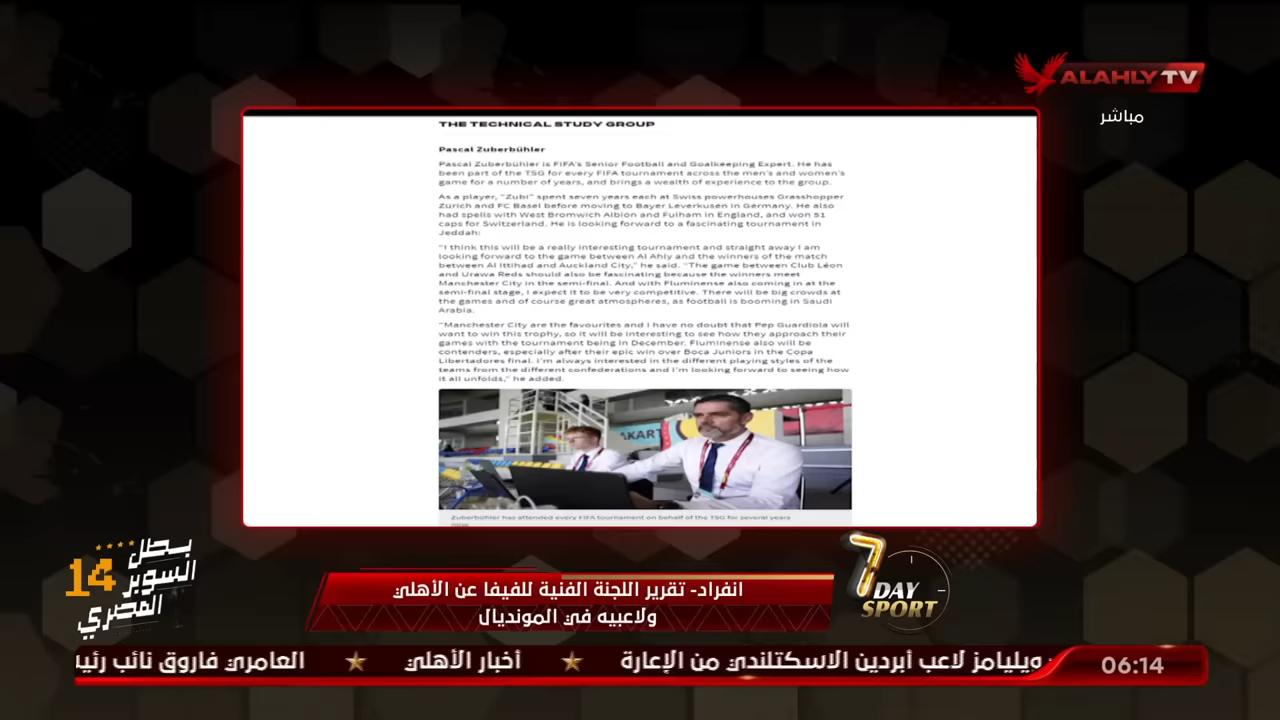 ALAHLY TV
مباشر
THE TECHNICAL STUDY GROUP
Pascal Zuberbühler
Pascal Zuberbühler is FIFA's Senior Football and Goalkeeping Expert. He has
been part of the TSG for every FIFA tournament across the men's and women's
game for a number of years, and brings a wealth of experience to the group.
As a player, "Zubi" spent seven years each at Swiss powerhouses Grasshopper
Zurich and FC Basel before moving to Bayer Leverkusen in Germany. He also
had spells with West Bromwich Albion and Fulham in England, and won 51
caps for Switzerland. He is looking forward to a fascinating tournament in
Jeddah:
"I think this will be a really interesting tournament and straight away I am
looking forward to the game between Al Ahly and the winners of the match
between Al Ittihad and Auckland City," he said. "The game between Club Léon
and Urawa Reds should also be fascinating because the winners meet
Manchester City in the semi-final. And with Fluminense also coming in at the
semi-final stage, I expect it to be very competitive. There will be big crowds at
the games and of course great atmospheres, as football is booming in Saudi
Arabia.
"Manchester City are the favourites and I have no doubt that Pep Guardiola will
want to win this trophy, so it will be interesting to see how they approach their
games with the tournament being in December. Fluminense also will be
contenders, especially after their epic win over Boca Juniors in the Copa
Libertadores final. I'm always interested in the different playing styles of the
teams from the different confederations and I'm looking forward to seeing how
it all unfolds," he added.
Zuberbühler has attended every FIFA tournament on behalf of the TSG for several years
بطل
السوبر 14
المصري
انفراد- تقرير اللجنة الفنية للفيفا عن الأهلي
ولاعبيه في المونديال
7
DAY
SPORT
ويليامز لاعب أبردين الاسكتلندي من الإعارة ★ أخبار الأهلي ★ العامري فاروق نائب
06:14